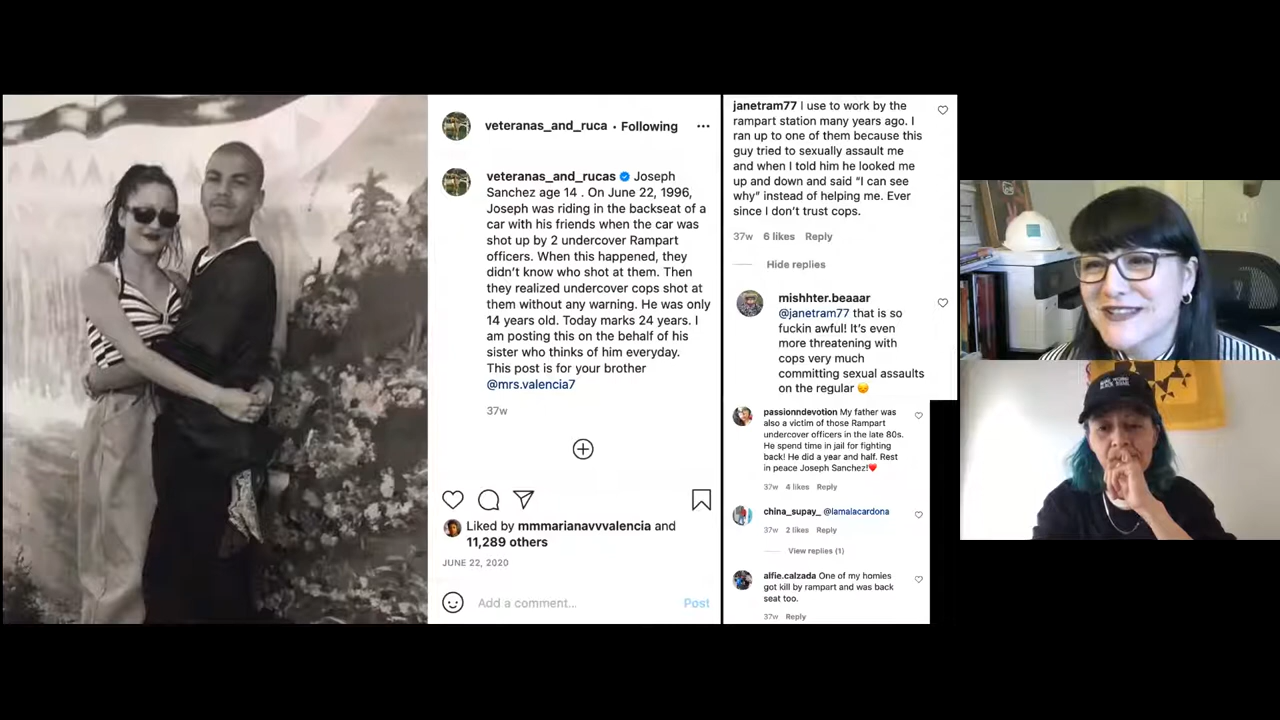 veteranas_and_ruca • Following
veteranas_and_rucas Joseph
Sanchez age 14 . On June 22, 1996,
Joseph was riding in the backseat of a
car with his friends when the car was
shot up by 2 undercover Rampart
officers. When this happened, they
didn't know who shot at them. Then
they realized undercover cops shot at
them without any warning. He was only
14 years old. Today marks 24 years. I
am posting this on the behalf of his
sister who thinks of him everyday.
This post is for your brother
@mrs.valencia7
37w
Liked by mmmarianavvvalencia and
11,289 others
JUNE 22, 2020
Add a comment...
Post
janetram77 I use to work by the
rampart station many years ago. I
ran up to one of them because this
guy tried to sexually assault me
and when I told him he looked me
up and down and said “I can see
why” instead of helping me. Ever
since I don't trust cops.
37w 6 likes Reply
Hide replies
mishhter.beaaar
@janetram77 that is so
fuckin awful! It's even
more threatening with
cops very much
committing sexual assaults
on the regular 😔
passionndevotion My father was
also a victim of those Rampart
undercover officers in the late 80s.
He spend time in jail for fighting
back! He did a year and half. Rest
in peace Joseph Sanchez!❤️
37w 4 likes Reply
china_supay_ @lamalacardona
37w 2 likes Reply
View replies (1)
alfie.calzada One of my homies
got kill by rampart and was back
seat too.
37w Reply